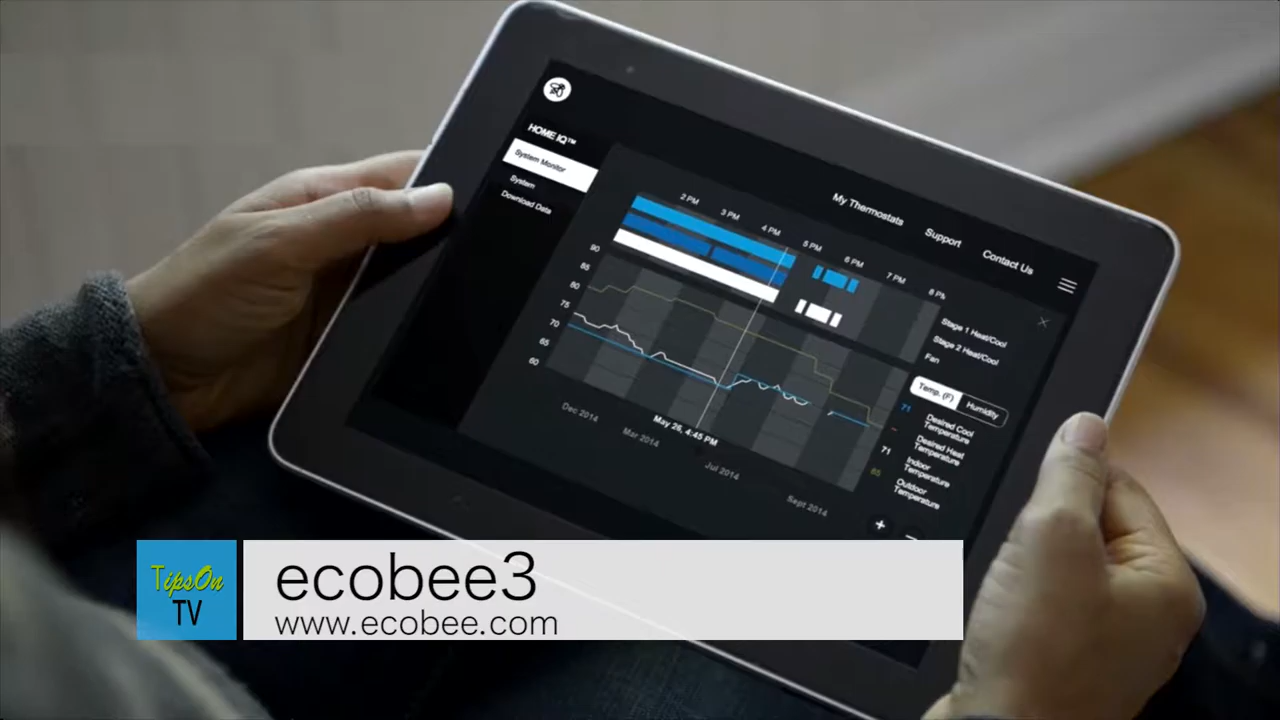 HOME IQ™
System Monitor
System
Download Data
My Thermostats
Support
Contact Us
2 PM
3 PM
4 PM
5 PM
6 PM
7 PM
8 PM
90
85
80
75
70
65
60
Stage 1 Heat/Cool
Stage 2 Heat/Cool
Fan
Temp. (F)
Humidity
71
Desired Cool
Temperature
--
Desired Heat
Temperature
71
Indoor
Temperature
Outdoor
Temperature
Dec 2014
Mar 2014
May 26, 4:45 PM
Jul 2014
Sept 2014
+
TipsOn
TV
ecobee3
www.ecobee.com